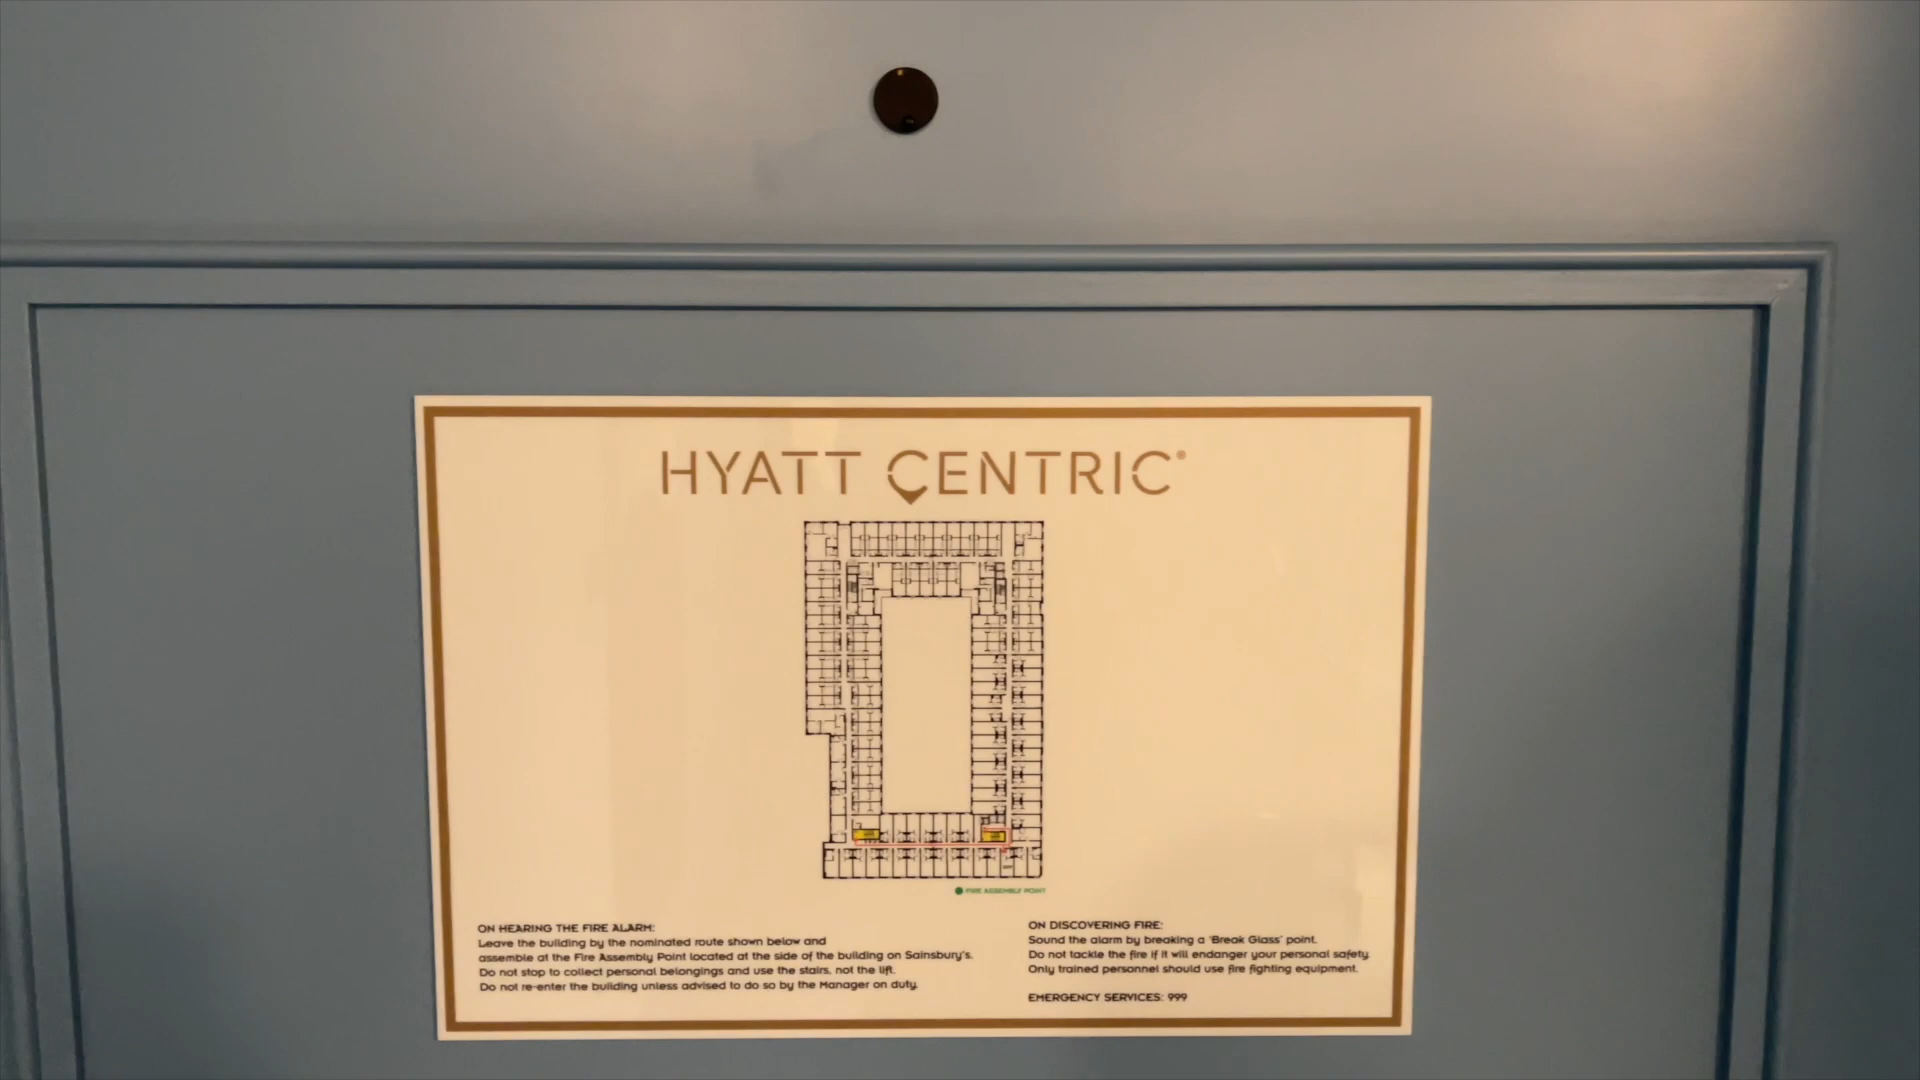 HYATT CENTRIC®
FIRE ASSEMBLY POINT
ON HEARING THE FIRE ALARM:
Leave the building by the nominated route shown below and
assemble at the Fire Assembly Point located at the side of the building on Sainsbury's.
Do not stop to collect personal belongings and use the stairs, not the lift.
Do not re-enter the building unless advised to do so by the Manager on duty.
ON DISCOVERING FIRE:
Sound the alarm by breaking a 'Break Glass' point.
Do not tackle the fire if it will endanger your personal safety.
Only trained personnel should use fire fighting equipment.
EMERGENCY SERVICES: 999